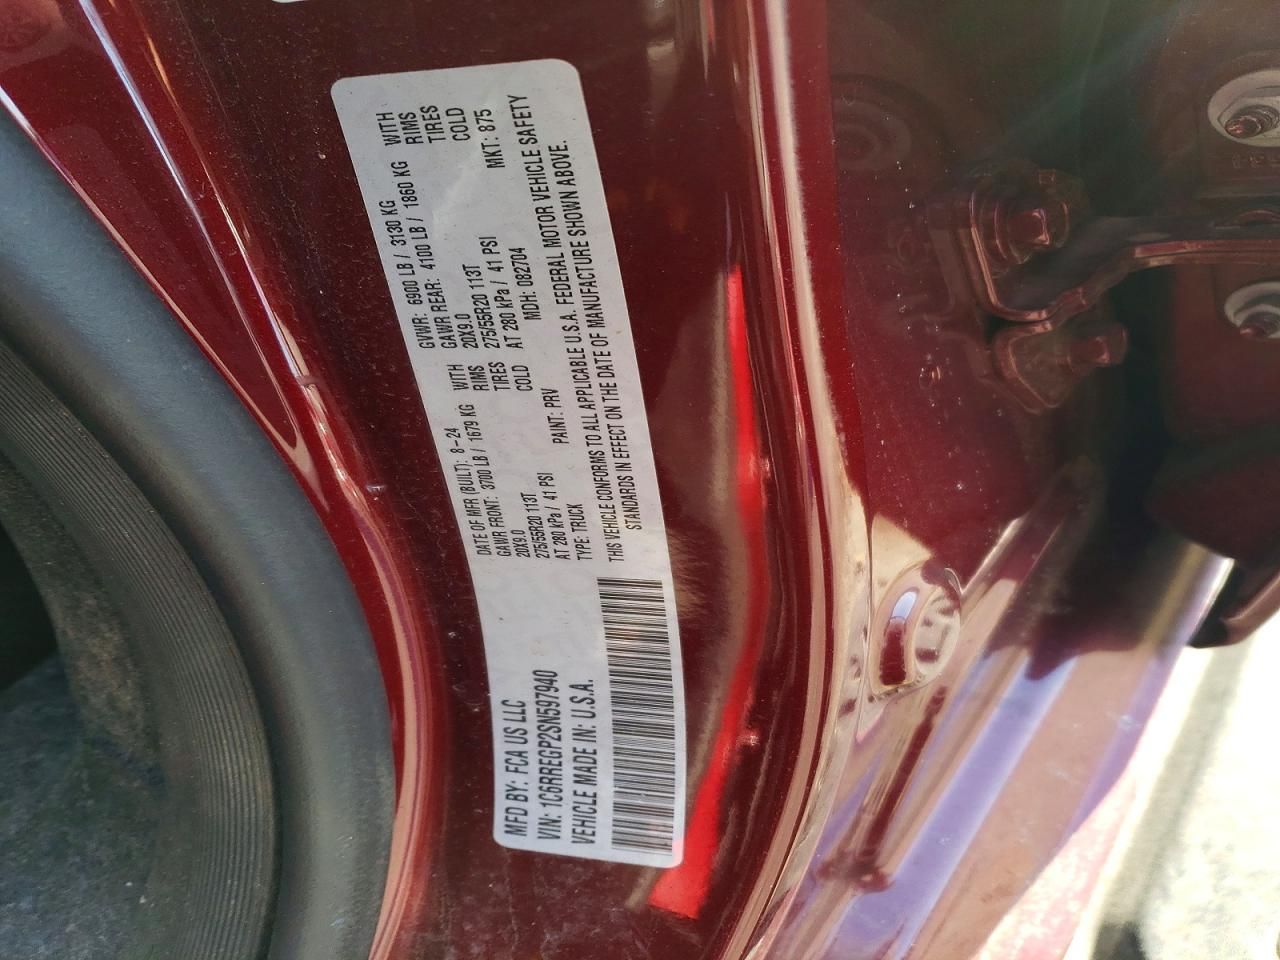 MFD BY: FCA US LLC
VIN: 1C6RREGP2SN597940
VEHICLE MADE IN: U.S.A.
DATE OF MFR (BUILT): 8-24 GVWR: 6900 LB / 3130 KG
GAWR FRONT: 3700 LB / 1679 KG WITH GAWR REAR: 4100 LB / 1860 KG WITH
20X9.0 RIMS 20X9.0 RIMS
275/55R20 113T TIRES 275/55R20 113T TIRES
AT 280 kPa / 41 PSI COLD AT 280 kPa / 41 PSI COLD
TYPE: TRUCK PAINT: PRV MDH: 082704 MKT: 875
THIS VEHICLE CONFORMS TO ALL APPLICABLE U.S.A. FEDERAL MOTOR VEHICLE SAFETY
STANDARDS IN EFFECT ON THE DATE OF MANUFACTURE SHOWN ABOVE.